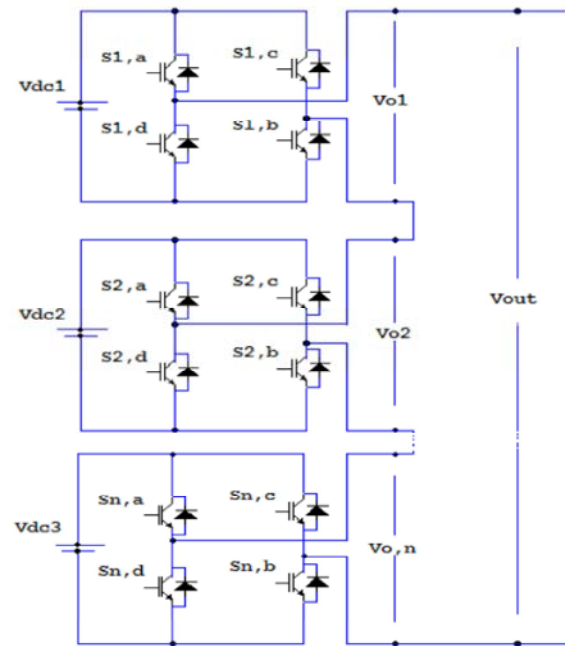 S1,a
S1,c
Vdc1
Vo1
S1,d
S1,b
S2,a
S2,c
Vdc2
Vo2
Vout
S2,d
S2,b
Sn,a
Sn,c
Vdc3
Vo,n
Sn,d
Sn,b